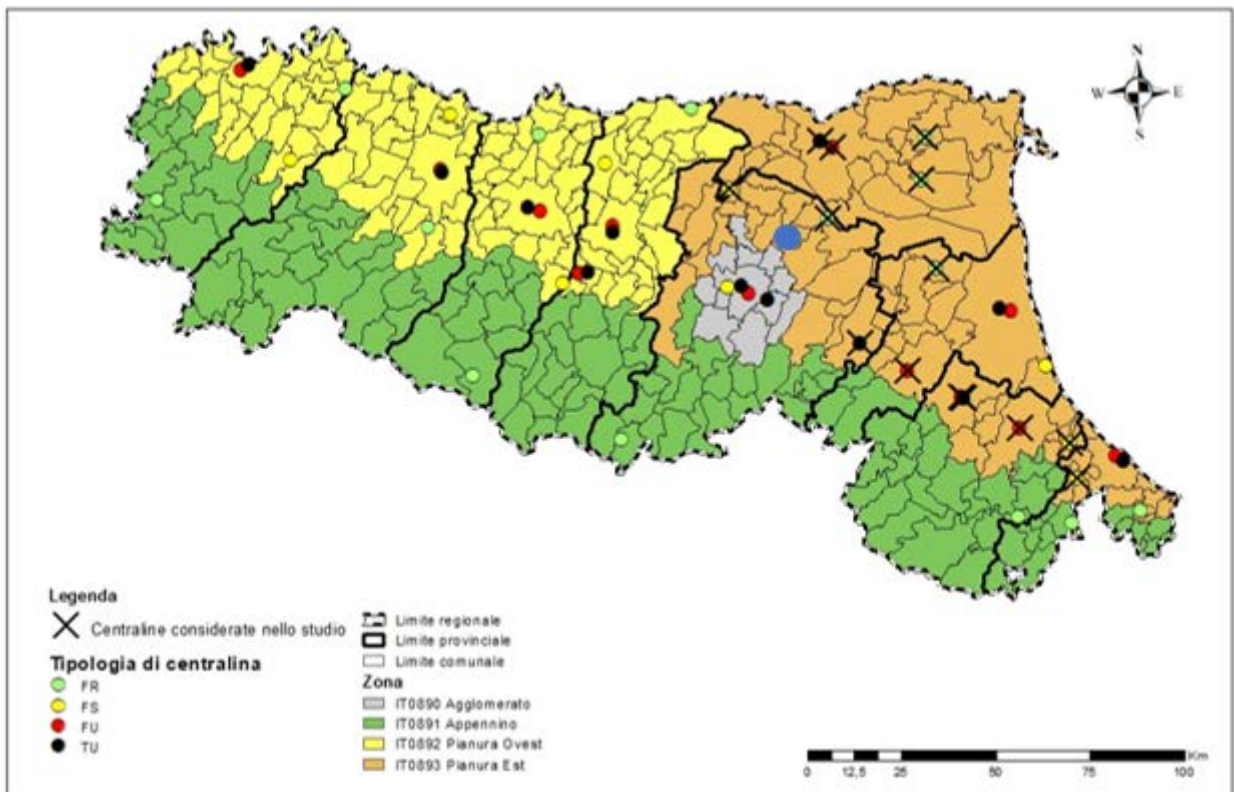 N
W E
S
Legenda
Centraline considerate nello studio
Tipologia di centralina
FR
FS
FU
TU
Limite regionale
Limite provinciale
Limite comunale
Zona
IT0890 Agglomerato
IT0891 Appennino
IT0892 Pianura Ovest
IT0893 Pianura Est
Km
0 12,5 25 50 75 100